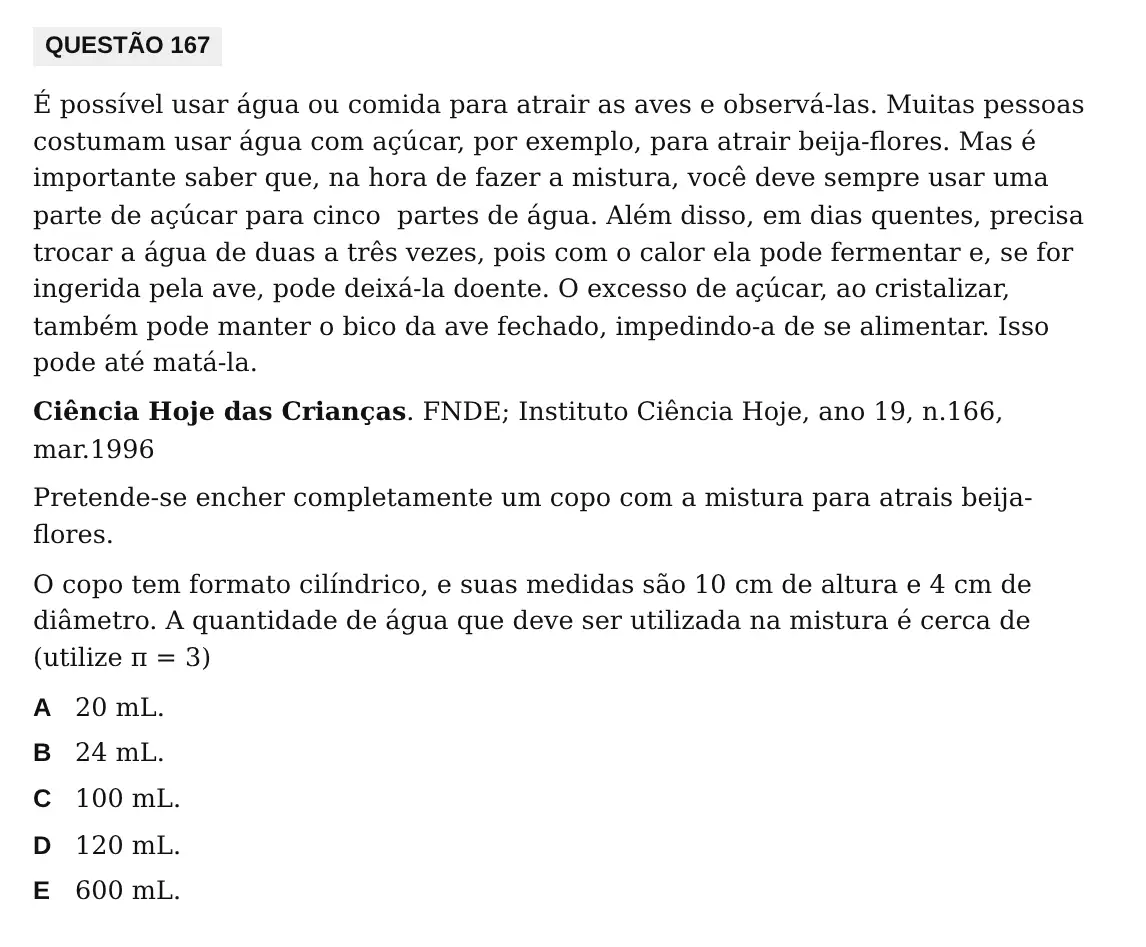 QUESTÃO 167
É possível usar água ou comida para atrair as aves e observá-las. Muitas pessoas
costumam usar água com açúcar, por exemplo, para atrair beija-flores. Mas é
importante saber que, na hora de fazer a mistura, você deve sempre usar uma
parte de açúcar para cinco  partes de água. Além disso, em dias quentes, precisa
trocar a água de duas a três vezes, pois com o calor ela pode fermentar e, se for
ingerida pela ave, pode deixá-la doente. O excesso de açúcar, ao cristalizar,
também pode manter o bico da ave fechado, impedindo-a de se alimentar. Isso
pode até matá-la.
Ciência Hoje das Crianças. FNDE; Instituto Ciência Hoje, ano 19, n.166,
mar.1996
Pretende-se encher completamente um copo com a mistura para atrais beija-
flores.
O copo tem formato cilíndrico, e suas medidas são 10 cm de altura e 4 cm de
diâmetro. A quantidade de água que deve ser utilizada na mistura é cerca de
(utilize π = 3)
A 20 mL.
B 24 mL.
C 100 mL.
D 120 mL.
E 600 mL.